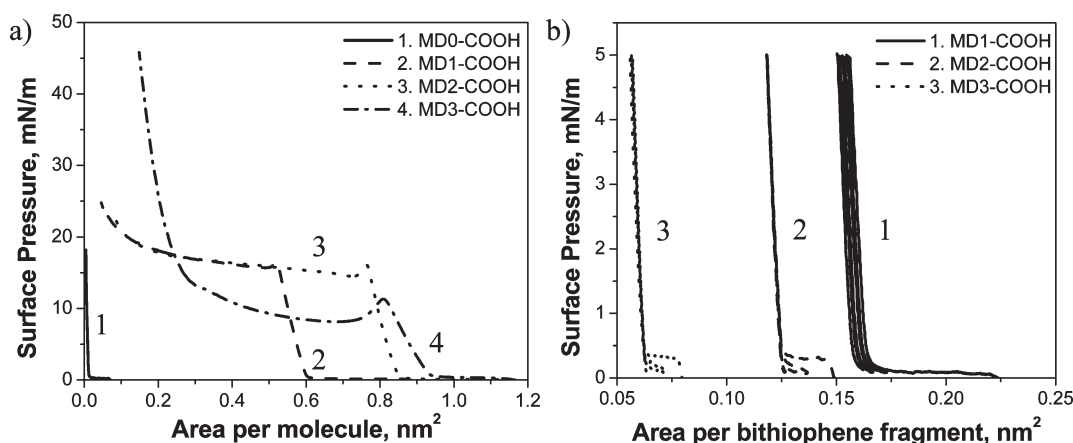 a)
50
40
30
20
10
0
Surface Pressure, mN/m
0.0 0.2 0.4 0.6 0.8 1.0 1.2
Area per molecule, nm²
1. MD0-COOH
2. MD1-COOH
3. MD2-COOH
4. MD3-COOH
1
2
3
4
b)
5
4
3
2
1
0
Surface Pressure, mN/m
0.05 0.10 0.15 0.20 0.25
Area per bithiophene fragment, nm²
1. MD1-COOH
2. MD2-COOH
3. MD3-COOH
3
2
1